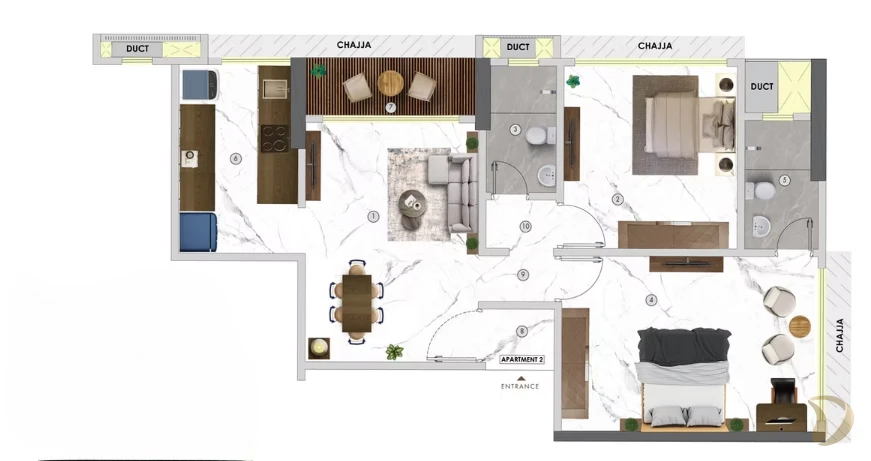 DUCT
CHAJJA
DUCT
CHAJJA
DUCT
7
3
5
6
2
1
10
9
4
CHAJJA
8
APARTMENT 2
ENTRANCE